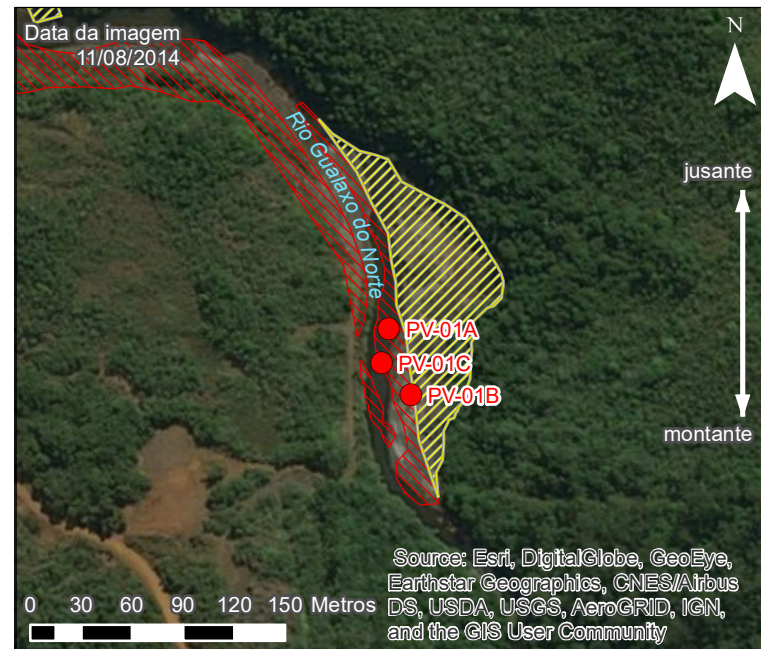 Data da imagem
11/08/2014
N
jusante
Rio Gualaxo do Norte
PV-01A
PV-01C
PV-01B
montante
Source: Esri, DigitalGlobe, GeoEye,
Earthstar Geographics, CNES/Airbus
DS, USDA, USGS, AeroGRID, IGN,
and the GIS User Community
0 30 60 90 120 150 Metros